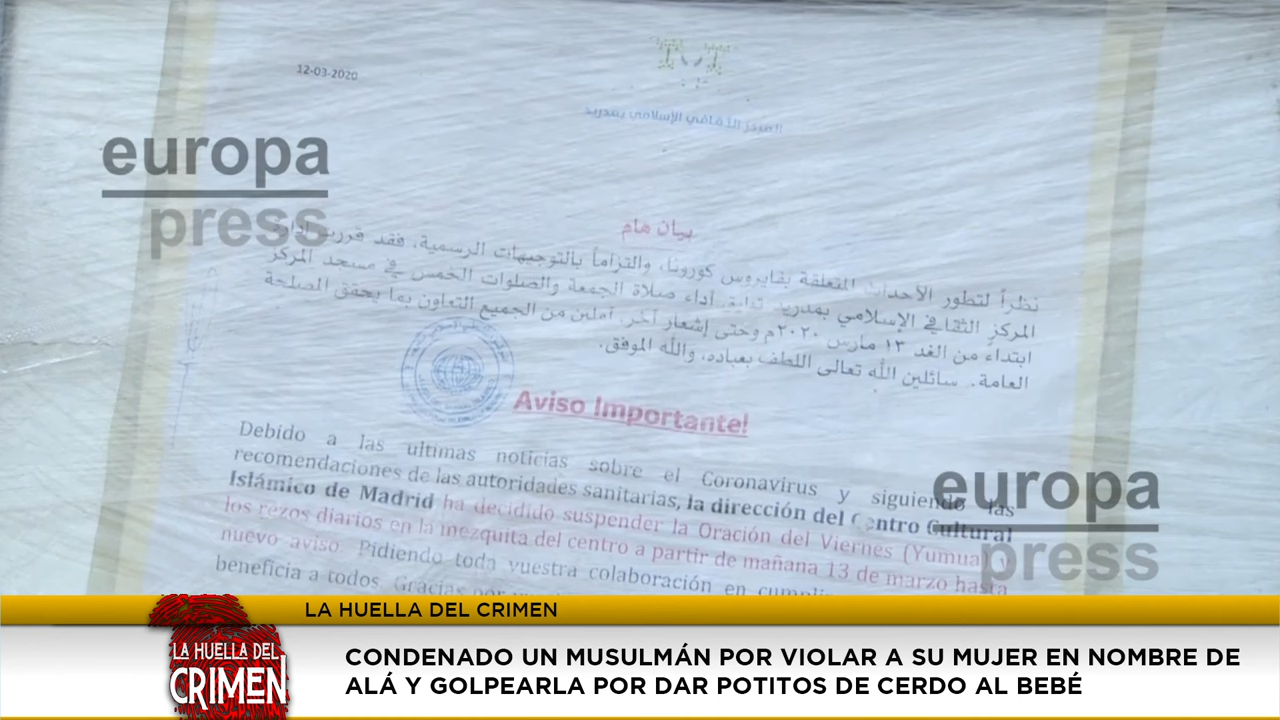 12-03-2020
المركز الثقافي الإسلامي بمدريد
europa
press
بيان هام
نظراً لتطور الأحداث المتعلقة بفايروس كورونا، والتزاماً بالتوجيهات الرسمية، فقد قررت إدارة
المركز الثقافي الإسلامي بمدريد تعليق أداء صلاة الجمعة والصلوات الخمس في مسجد المركز
ابتداء من الغد ١٣ مارس ٢٠٢٠م وحتى إشعار آخر، آملين من الجميع التعاون بما يحقق المصلحة
العامة. سائلين الله تعالى اللطف بعباده، والله الموفق.
Aviso Importante!
Debido a las ultimas noticias sobre el Coronavirus y siguiendo las
recomendaciones de las autoridades sanitarias, la dirección del Centro Cultural
Islámico de Madrid ha decidido suspender la Oración del Viernes (Yumua) y
los rezos diarios en la mezquita del centro a partir de mañana 13 de marzo hasta
nuevo aviso. Pidiendo toda vuestra colaboración en
beneficia a todos. Gracias por
europa
press
LA HUELLA DEL CRIMEN
LA HUELLA DEL
CRIMEN
CONDENADO UN MUSULMÁN POR VIOLAR A SU MUJER EN NOMBRE DE
ALÁ Y GOLPEARLA POR DAR POTITOS DE CERDO AL BEBÉ